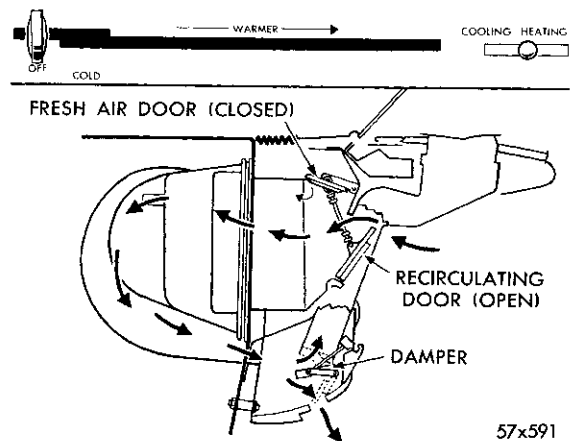 WARMER
COOLING HEATING
OFF
COLD
FRESH AIR DOOR (CLOSED)
RECIRCULATING
DOOR (OPEN)
DAMPER
57x591